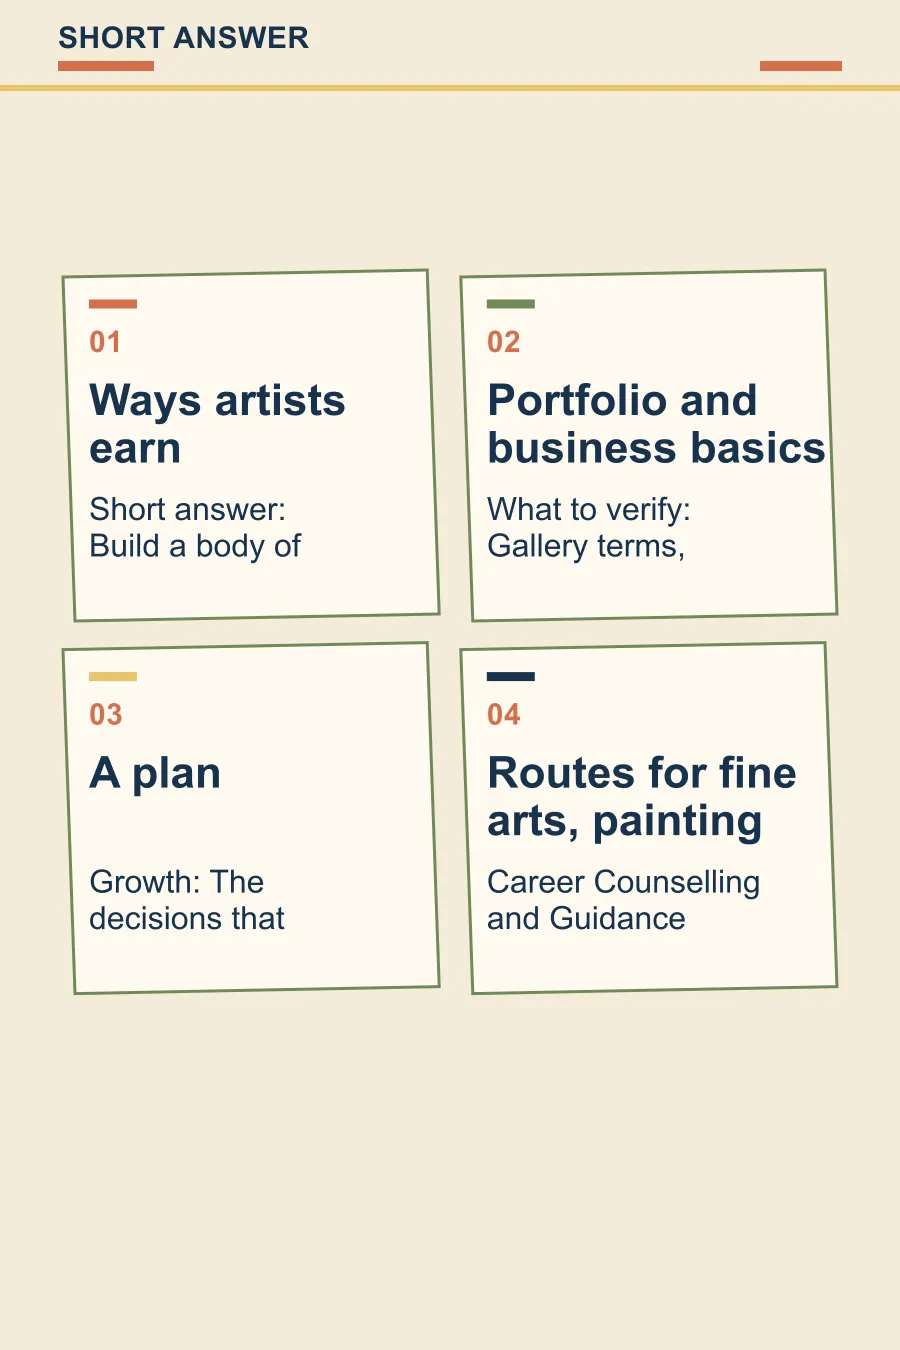 SHORT ANSWER
01
Ways artists
earn
Short answer:
Build a body of
02
Portfolio and
business basics
What to verify:
Gallery terms,
03
A plan
Growth: The
decisions that
04
Routes for fine
arts, painting
Career Counselling
and Guidance